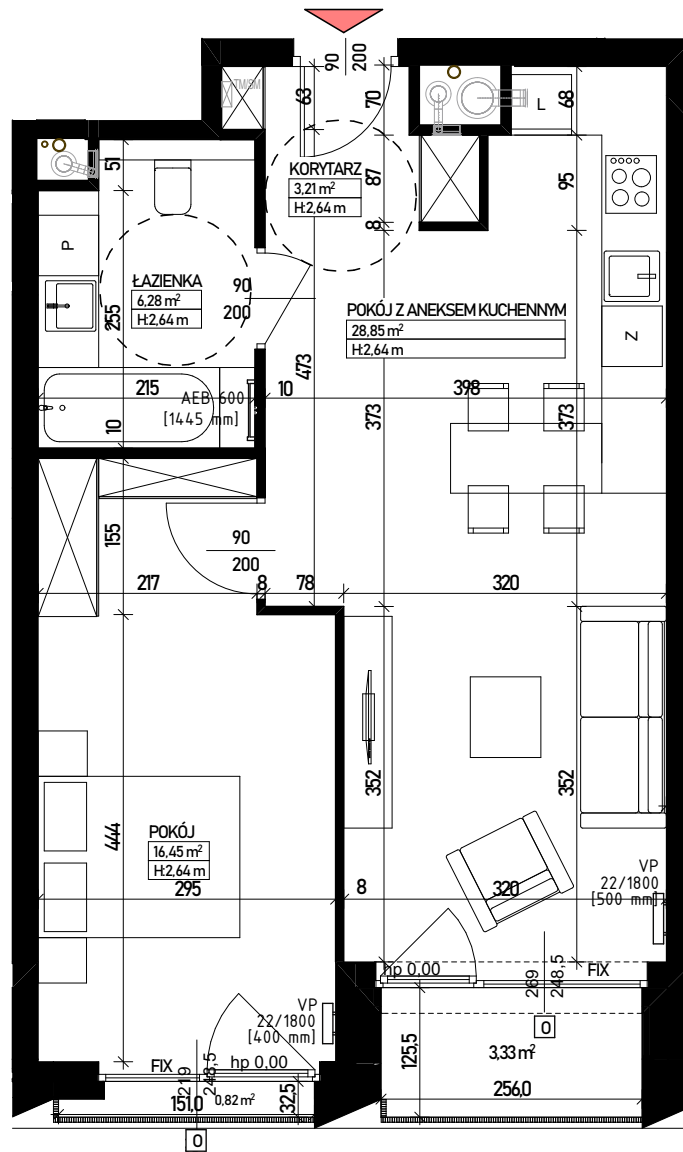 90
200
TM/SM
63
70
68
L
KORYTARZ
3,21 m²
H:2,64 m
87
8
95
51
P
ŁAZIENKA
6,28 m²
H:2,64 m
255
90
200
POKÓJ Z ANEKSEM KUCHENNYM
28,85 m²
H:2,64 m
Z
473
215
AEB 600
[1445 mm]
10
10
398
373
373
155
90
200
217
8
78
320
352
352
444
POKÓJ
16,45 m²
H:2,64 m
295
8
320
VP
22/1800
[500 mm]
hp 0,00
269
248,5
FIX
0
VP
22/1800
[400 mm]
FIX
219
248,5
hp 0,00
125,5
3,33 m²
256,0
151,0
0,82 m²
32,5
0